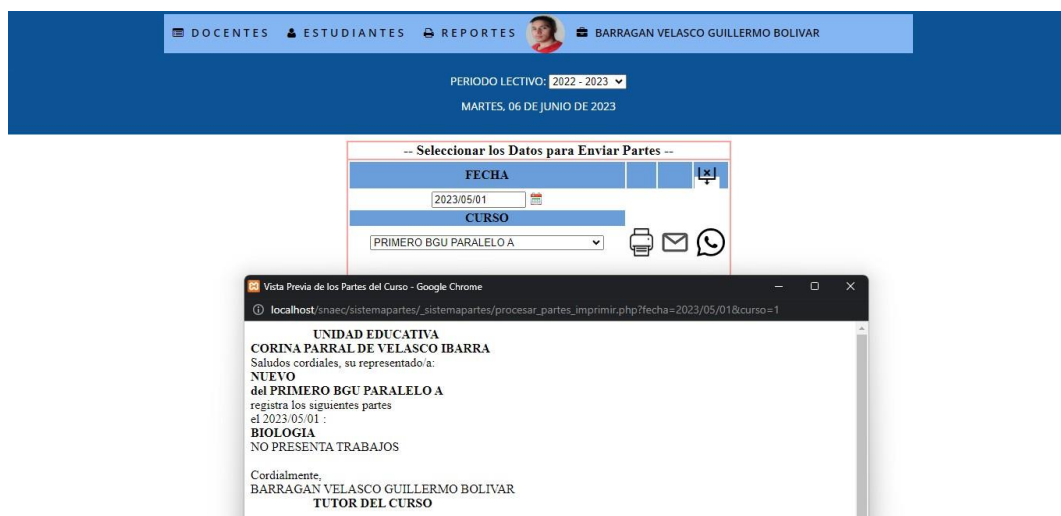 DOCENTES ESTUDIANTES REPORTES BARRAGAN VELASCO GUILLERMO BOLIVAR
PERIODO LECTIVO: 2022 - 2023
MARTES, 06 DE JUNIO DE 2023
-- Seleccionar los Datos para Enviar Partes --
FECHA
2023/05/01
CURSO
PRIMERO BGU PARALELO A
Vista Previa de los Partes del Curso - Google Chrome
localhost/snaec/sistemapartes/_sistemapartes/procesar_partes_imprimir.php?fecha=2023/05/01&curso=1
UNIDAD EDUCATIVA
CORINA PARRAL DE VELASCO IBARRA
Saludos cordiales, su representado/a:
NUEVO
del PRIMERO BGU PARALELO A
registra los siguientes partes
el 2023/05/01 :
BIOLOGIA
NO PRESENTA TRABAJOS
Cordialmente,
BARRAGAN VELASCO GUILLERMO BOLIVAR
TUTOR DEL CURSO